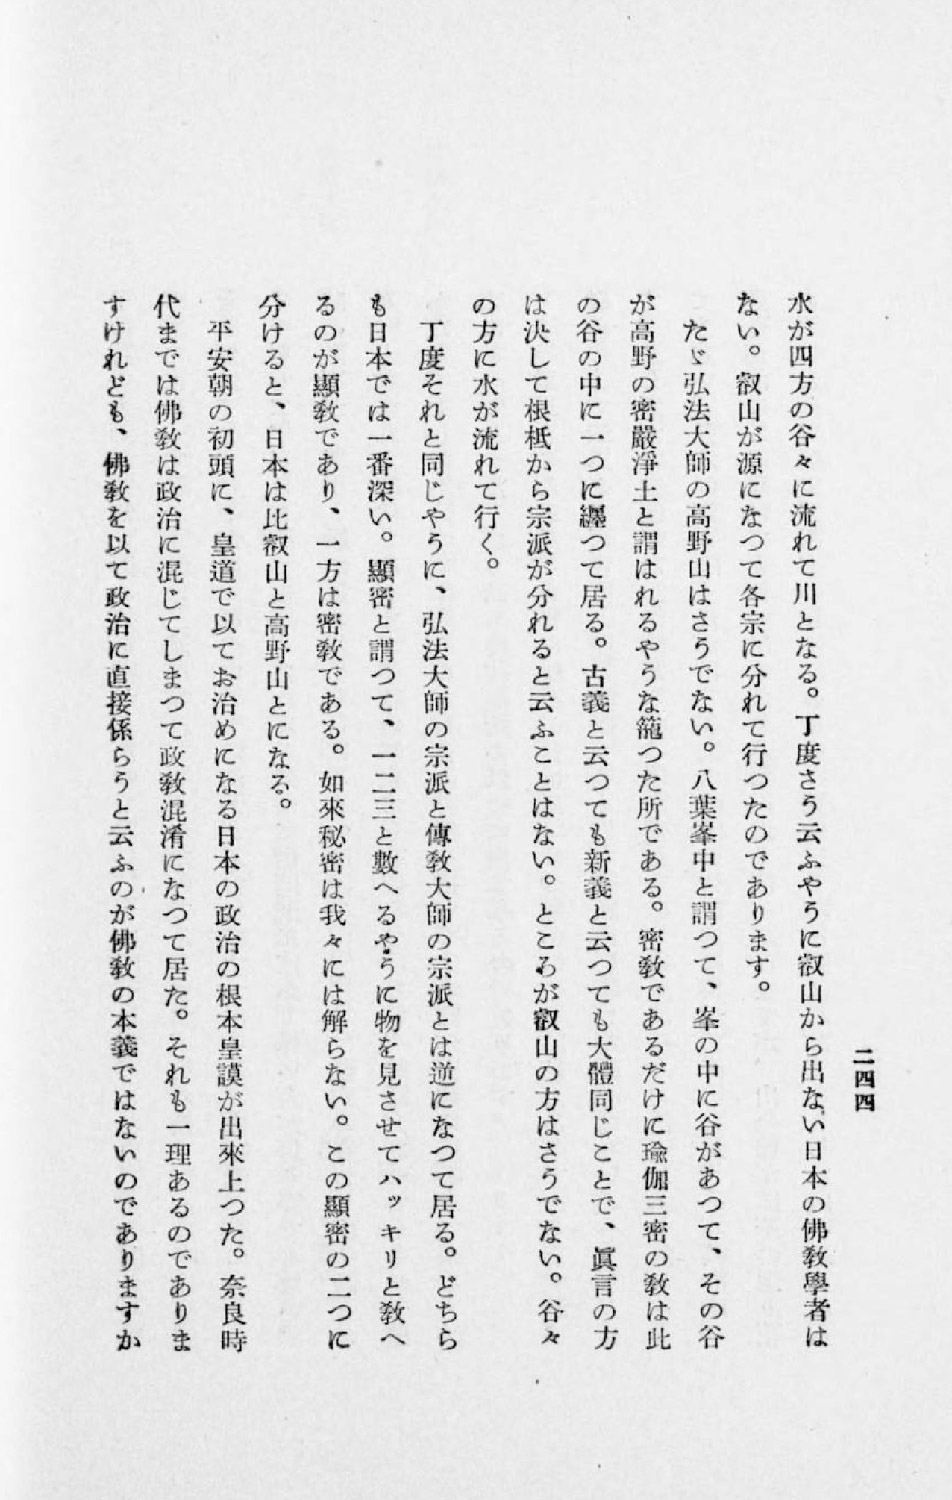 二四四
水が四方の谷々に流れて川となる。丁度さう云ふやうに叡山から出ない日本の佛敎學者は
ない。叡山が源になつて各宗に分れて行つたのであります。
たゞ弘法大師の高野山はさうでない。八葉峯中と謂つて、峯の中に谷があつて、その谷
が高野の密嚴淨土と謂はれるやうな籠つた所である。密敎であるだけに瑜伽三密の敎は此
の谷の中に一つに纒つて居る。古義と云つても新義と云つても大體同じことで、眞言の方
は決して根柢から宗派が分れると云ふことはない。ところが叡山の方はさうでない。谷々
の方に水が流れて行く。
丁度それと同じやうに、弘法大師の宗派と傳敎大師の宗派とは逆になつて居る。どちら
も日本では一番深い。顯密と謂つて、一二三と數へるやうに物を見させてハッキリと敎へ
るのが顯敎であり、一方は密敎である。如來秘密は我々には解らない。この顯密の二つに
分けると、日本は比叡山と高野山とになる。
平安朝の初頭に、皇道で以てお治めになる日本の政治の根本皇謨が出來上つた。奈良時
代までは佛敎は政治に混じてしまつて政敎混淆になつて居た。それも一理あるのでありま
すけれども、佛敎を以て政治に直接係らうと云ふのが佛敎の本義ではないのでありますか